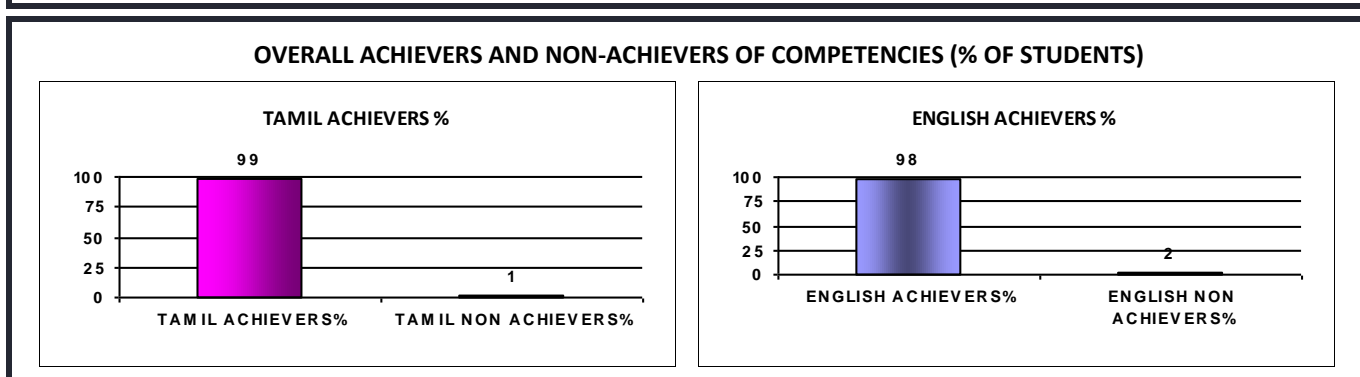 OVERALL ACHIEVERS AND NON-ACHIEVERS OF COMPETENCIES (% OF STUDENTS)
TAMIL ACHIEVERS %
99
100
75
50
25
0
1
TAMIL ACHIEVERS%
TAMIL NON ACHIEVERS%
ENGLISH ACHIEVERS %
98
100
75
50
25
0
2
ENGLISH ACHIEVERS%
ENGLISH NON
ACHIEVERS%